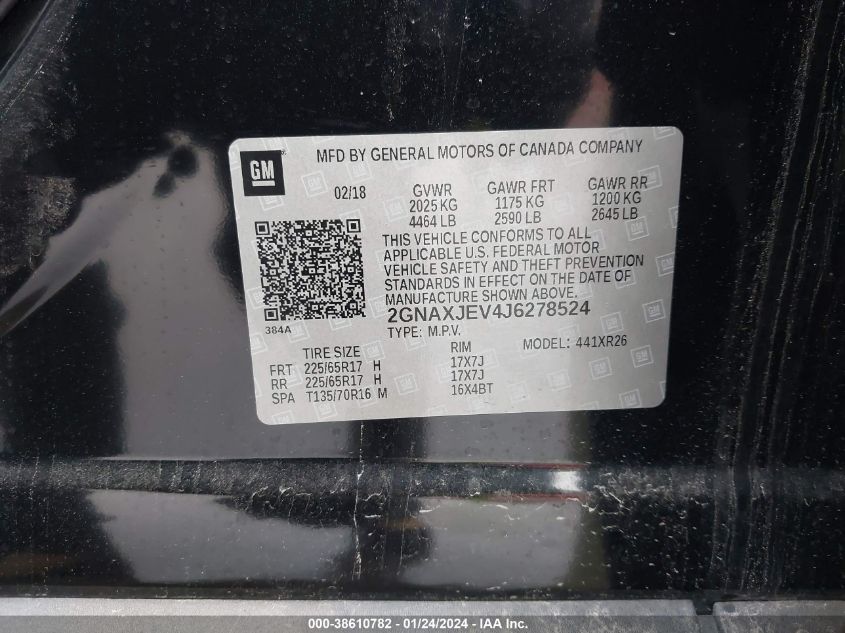 GM
MFD BY GENERAL MOTORS OF CANADA COMPANY
02/18 GVWR GAWR FRT GAWR RR
2025 KG 1175 KG 1200 KG
4464 LB 2590 LB 2645 LB
THIS VEHICLE CONFORMS TO ALL
APPLICABLE U.S. FEDERAL MOTOR
VEHICLE SAFETY AND THEFT PREVENTION
STANDARDS IN EFFECT ON THE DATE OF
MANUFACTURE SHOWN ABOVE.
384A
2GNAXJEV4J6278524
TYPE: M.P.V. MODEL: 441XR26
TIRE SIZE RIM
FRT 225/65R17 H 17X7J
RR 225/65R17 H 17X7J
SPA T135/70R16 M 16X4BT
000-38610782 - 01/24/2024 - IAA Inc.